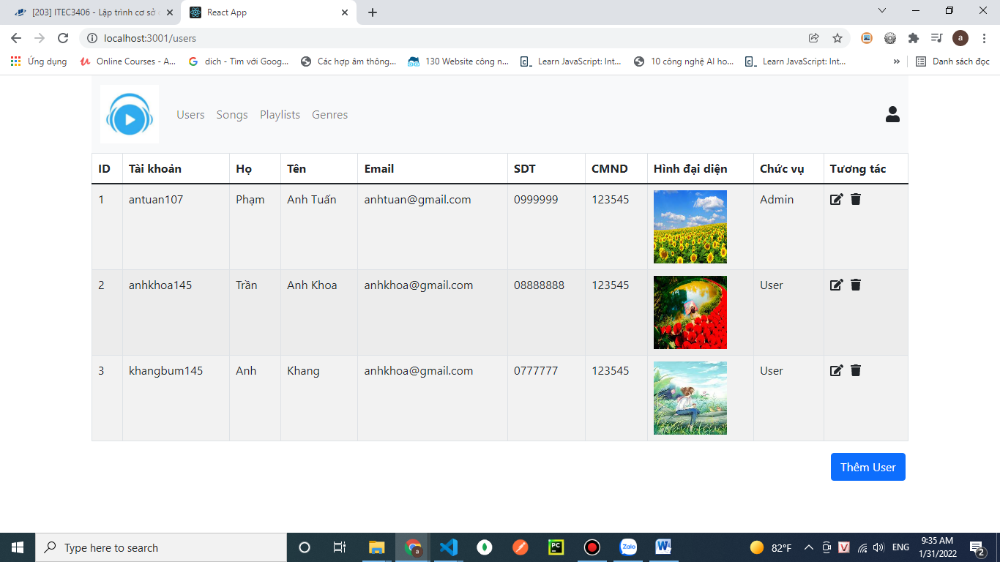 [203] ITEC3406 - Lập trình cơ sở
React App
localhost:3001/users
a
Ứng dụng
Online Courses - A...
dich - Tìm với Goog...
Các hợp âm thông...
130 Website công n...
Learn JavaScript: Int...
10 công nghệ AI ho...
Learn JavaScript: Int...
»
Danh sách đọc
Users Songs Playlists Genres
ID Tài khoản Họ Tên Email SDT CMND Hình đại diện Chức vụ Tương tác
1 antuan107 Phạm Anh Tuấn anhtuan@gmail.com 0999999 123545 Admin
2 anhkhoa145 Trần Anh Khoa anhkhoa@gmail.com 08888888 123545 User
3 khangbum145 Anh Khang anhkhoa@gmail.com 0777777 123545 User
Thêm User
Type here to search
a
PC
Zalo
W
82°F
V
ENG
9:35 AM
1/31/2022
2